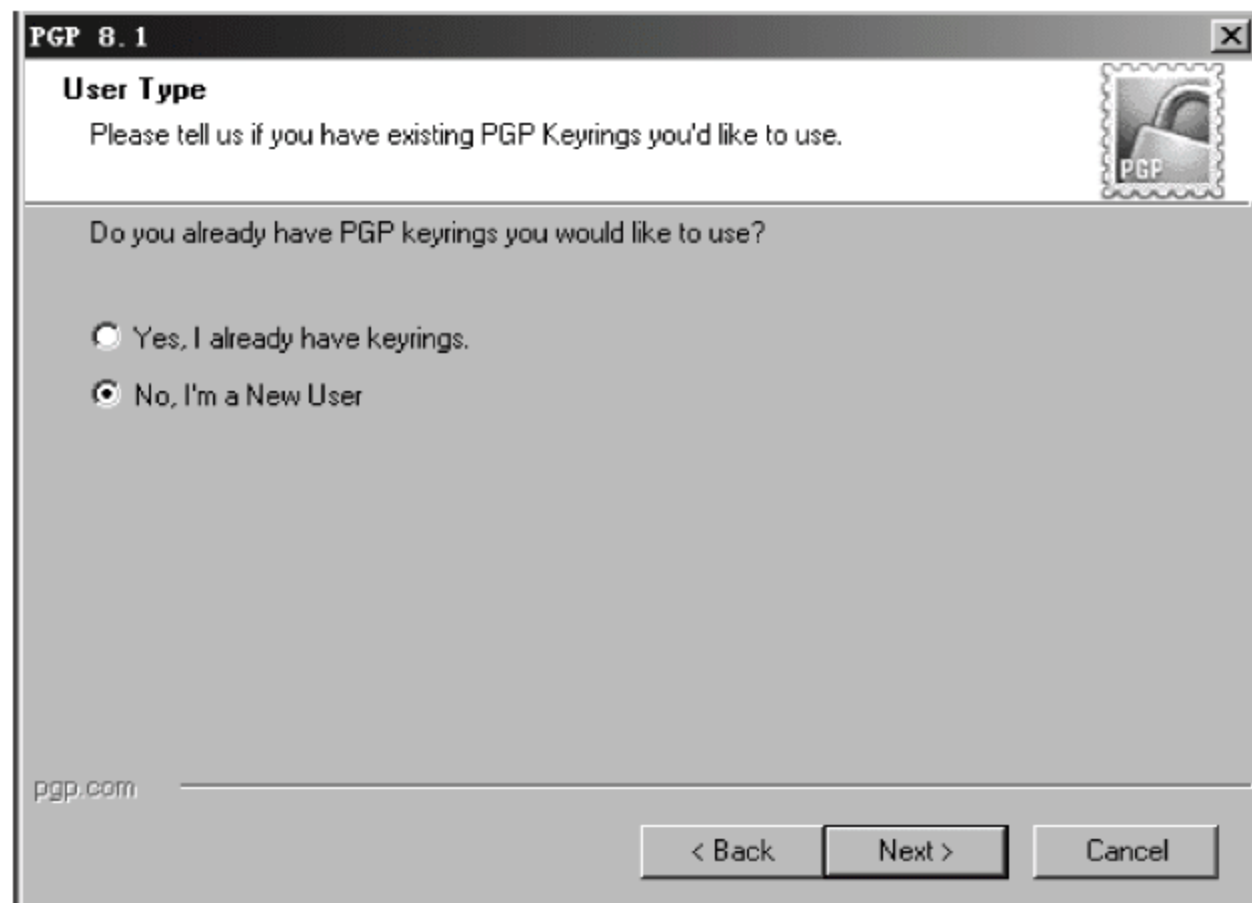 PGP 8.1
User Type
Please tell us if you have existing PGP Keyrings you'd like to use.
PGP
Do you already have PGP keyrings you would like to use?
Yes, I already have keyrings.
No, I'm a New User
pgp.com
< Back
Next >
Cancel